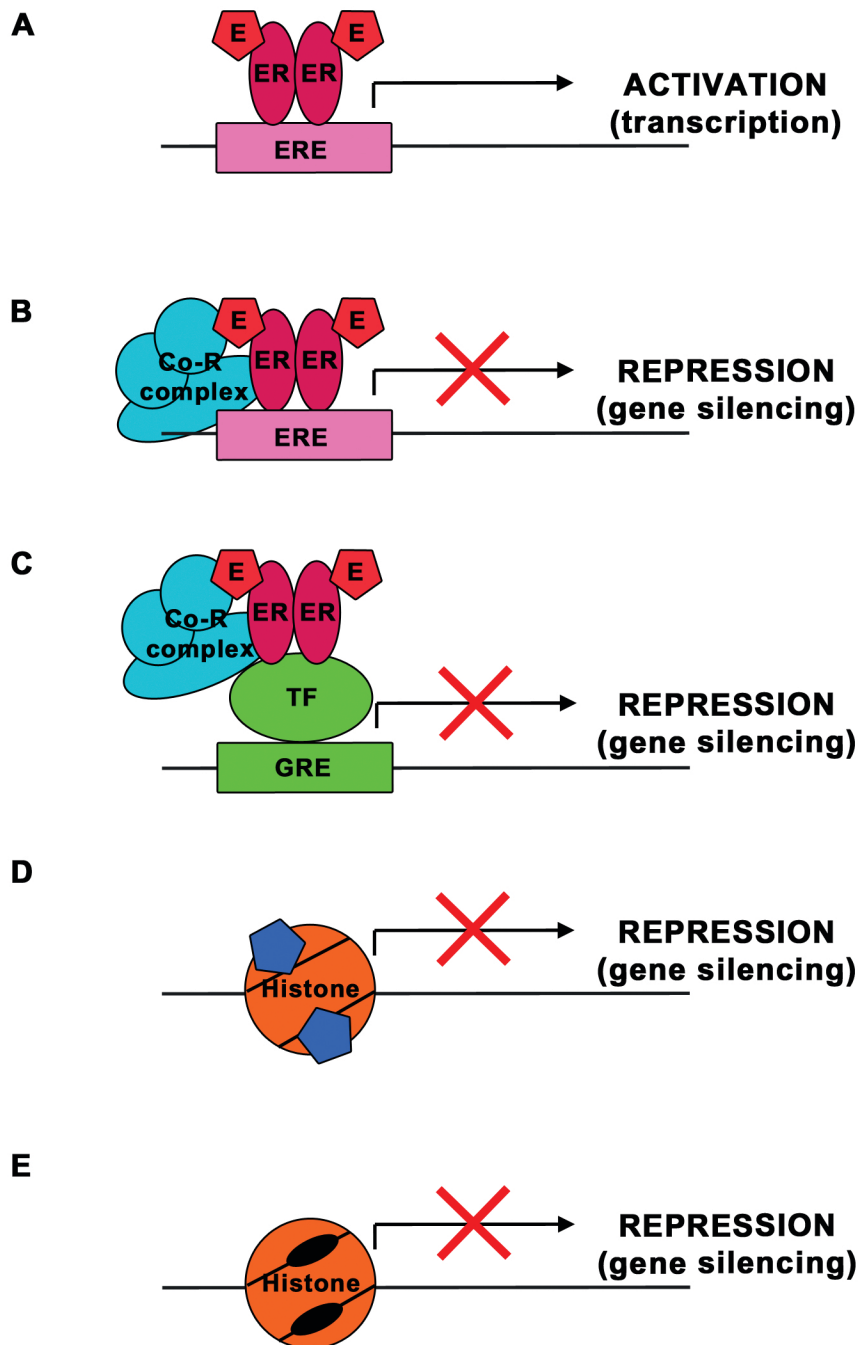 A
E E
ER ER
ERE
ACTIVATION
(transcription)
B
E E
Co-R
complex
ER ER
ERE
REPRESSION
(gene silencing)
C
E E
Co-R
complex
ER ER
TF
GRE
REPRESSION
(gene silencing)
D
Histone
REPRESSION
(gene silencing)
E
Histone
REPRESSION
(gene silencing)